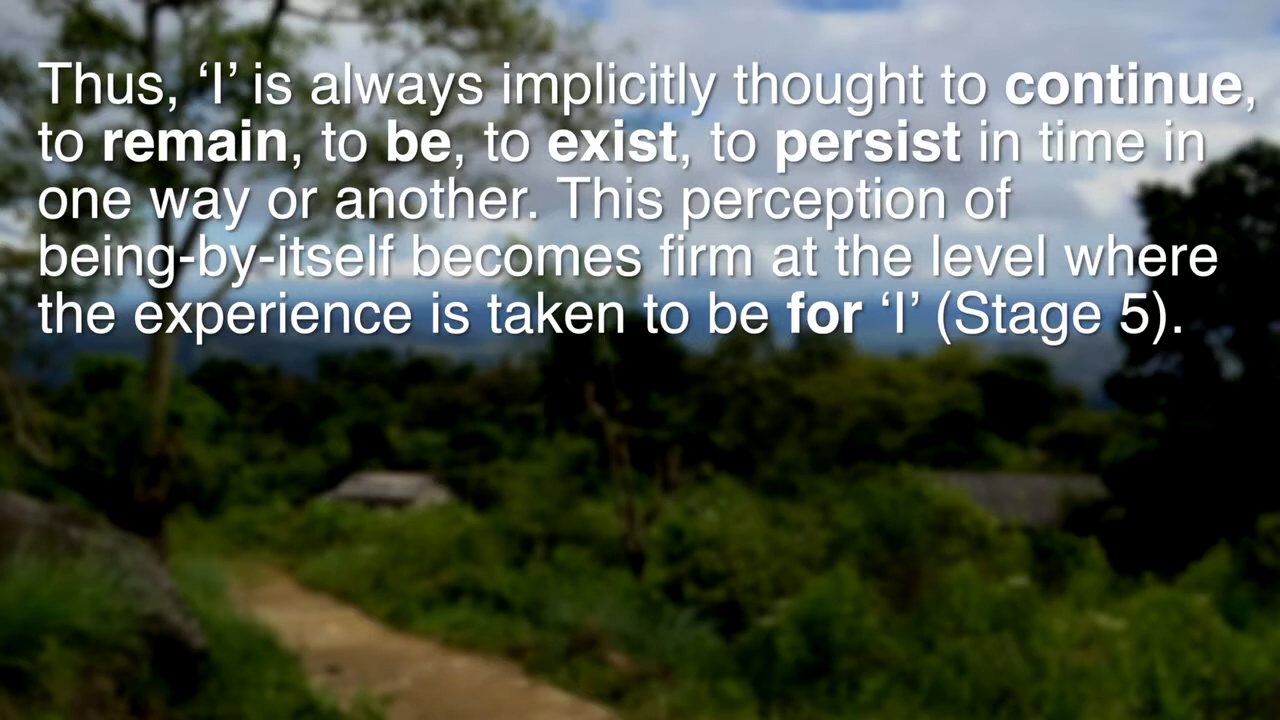 Thus, ‘I’ is always implicitly thought to continue,
to remain, to be, to exist, to persist in time in
one way or another. This perception of
being-by-itself becomes firm at the level where
the experience is taken to be for ‘I’ (Stage 5).